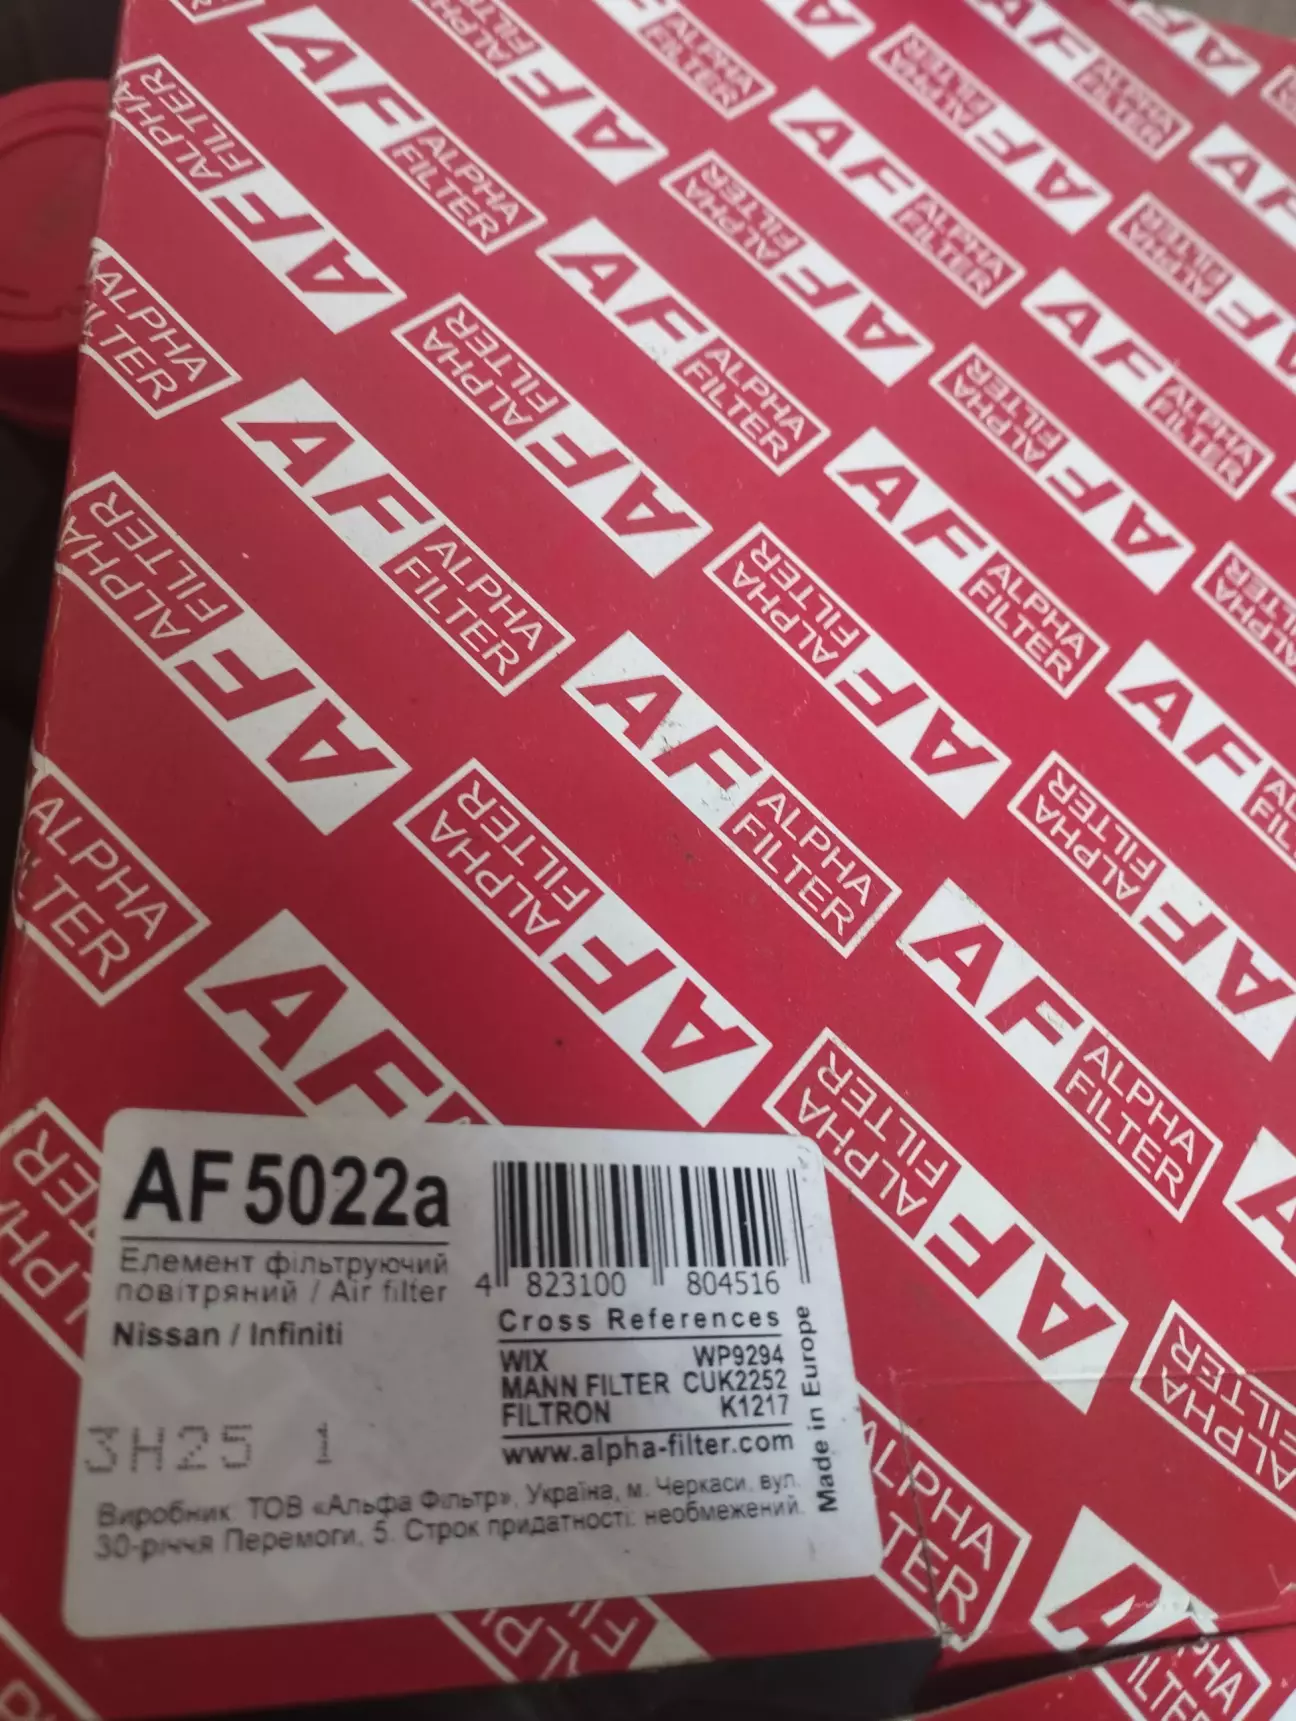 AF ALPHA FILTER
AF5022a
Елемент фільтруючий
повітряний / Air filter
Nissan / Infiniti
3H25 1
4 823100 804516
Cross References
WIX WP9294
MANN FILTER CUK2252
FILTRON K1217
www.alpha-filter.com
Made in Europe
Виробник: ТОВ «Альфа Фільтр», Україна, м. Черкаси, вул.
30-річчя Перемоги, 5. Строк придатності: необмежений.